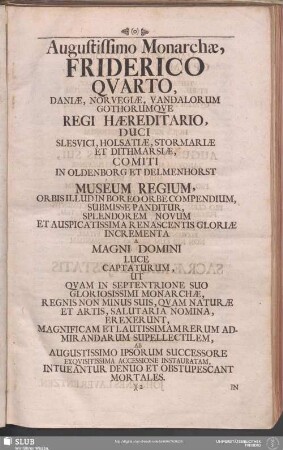 Augustissimo Monarchæ,
FRIDERICO
QVARTO,
DANIÆ, NORVEGIÆ, VANDALORUM
GOTHORUMQVE
REGI HÆREDITARIO,
DUCI
SLESVICI, HOLSATIÆ, STORMARIÆ
ET DITHMARSIÆ,
COMITI
IN OLDENBORG ET DELMENHORST
MUSEUM REGIUM,
ORBIS ILLUD IN BOREO ORBE COMPENDIUM,
SUBMISSE PANDITUR,
SPLENDOREM NOVUM
ET AUSPICATISSIMA RENASCENTIS GLORIÆ
INCREMENTA
A
MAGNI DOMINI
LUCE
CAPTATURUM,
UT
QVAM IN SEPTENTRIONE SUO
GLORIOSISSIMI MONARCHÆ,
REGNIS NON MINUS SUIS, QVAM NATURÆ
ET ARTIS, SALUTARIA NOMINA,
EREXERUNT,
MAGNIFICAM ET LAUTISSIMAM RERUM AD-
MIRANDARUM SUPELLECTILEM,
AB
AUGUSTISSIMO IPSORUM SUCCESSORE
EXQVISITISSIMA ACCESSIONE INSTAURATAM,
INTUEANTUR DENUO ET OBSTUPESCANT
MORTALES.
)( 2 IN
SLUB